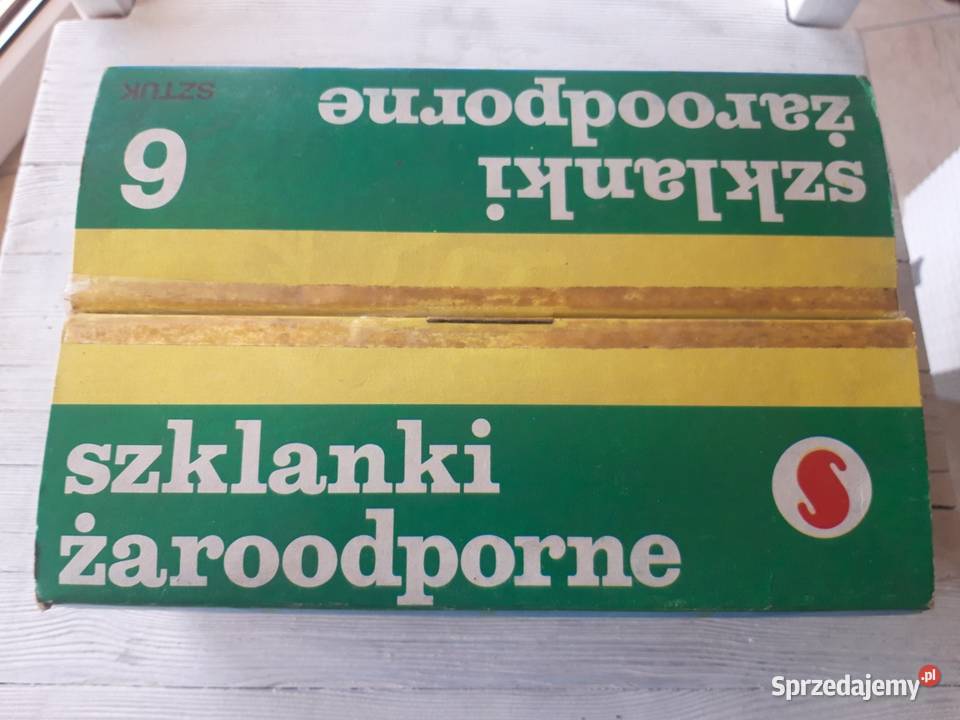 szklanki
żaroodporne
6
SZTUK
szklanki
żaroodporne
S
Sprzedajemy.pl